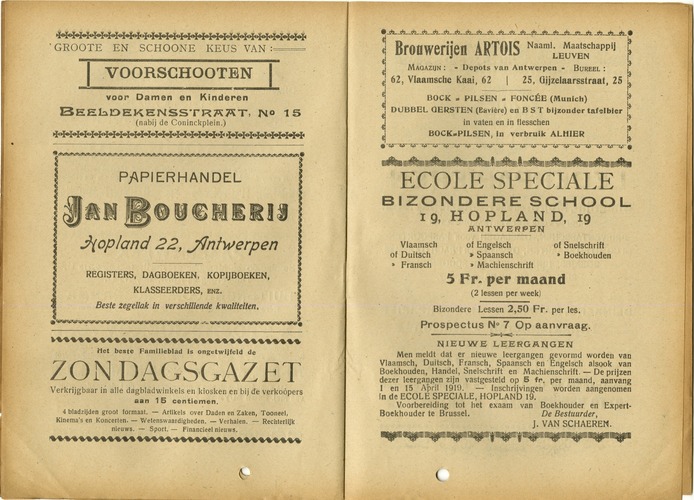 GROOTE EN SCHOONE KEUS VAN :
VOORSCHOOTEN
voor Damen en Kinderen
BEELDEKENSSTRAAT, No 15
(nabij de Coninckplein.)
PAPIERHANDEL
JAN BOUCHERIJ
Hopland 22, Antwerpen
REGISTERS, DAGBOEKEN, KOPIJBOEKEN,
KLASSEERDERS, ENZ.
Beste zegellak in verschillende kwaliteiten.
Het beste Familieblad is ongetwijfeld de
ZONDAGSGAZET
Verkrijgbaar in alle dagbladwinkels en klosken en bij de verkoopers
aan 15 centiemen.
4 bladzijden groot formaat. — Artikels over Daden en Zaken, Tooneel,
Kinema's en Koncerten. — Wetenswaardigheden. — Verhalen. — Rechterlijk
nieuws. — Sport. — Financieel nieuws.
Brouwerijen ARTOIS Naaml. Maatschappij
LEUVEN
MAGAZIJN : - Depots van Antwerpen - BUREEL :
62, Vlaamsche Kaai, 62 | 25, Gijzelaarsstraat, 25
BOCK - PILSEN - FONCÉE (Munich)
DUBBEL GERSTEN (Bavière) en B S T bijzonder tafelbier
in vaten en in flesschen
BOCK-PILSEN, in verbruik ALHIER
ECOLE SPECIALE
BIZONDERE SCHOOL
19, HOPLAND, 19
ANTWERPEN
Vlaamsch of Engelsch of Snelschrift
of Duitsch » Spaansch » Boekhouden
» Fransch » Machienschrift
5 Fr. per maand
(2 lessen per week)
Bizondere Lessen 2,50 Fr. per les.
Prospectus No 7 Op aanvraag.
NIEUWE LEERGANGEN
Men meldt dat er nieuwe leergangen gevormd worden van
Vlaamsch, Duitsch, Fransch, Spaansch en Engelsch alsook van
Boekhouden, Handel, Snelschrift en Machienschrift. — De prijzen
dezer leergangen zijn vastgesteld op 5 fr. per maand, aanvang
1 en 15 April 1919. — Inschrijvingen worden aangenomen
in de ECOLE SPECIALE, HOPLAND 19.
Voorbereiding tot het exaam van Boekhouder en Expert-
Boekhouder te Brussel. De Bestuurder,
J. VAN SCHAEREM.